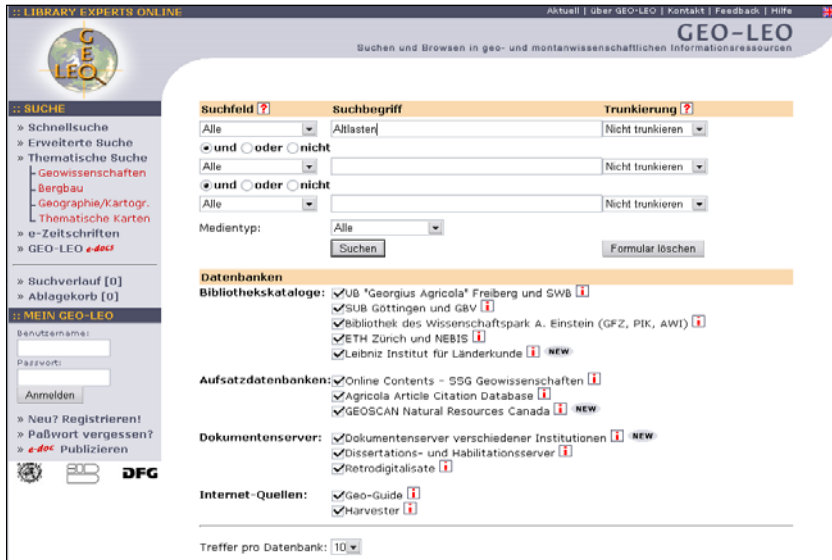 :: LIBRARY EXPERTS ONLINE
Aktuell | über GEO-LEO | Kontakt | Feedback | Hilfe
GEO-LEO
Suchen und Browsen in geo- und montanwissenschaftlichen Informationsressourcen
GEO
LEO
:: SUCHE
» Schnellsuche
» Erweiterte Suche
» Thematische Suche
Geowissenschaften
Bergbau
Geographie/Kartogr.
Thematische Karten
» e-Zeitschriften
» GEO-LEO e-docs
» Suchverlauf [0]
» Ablagekorb [0]
:: MEIN GEO-LEO
Benutzername:
Passwort:
Anmelden
» Neu? Registrieren!
» Paßwort vergessen?
» e-doc Publizieren
DFG
Suchfeld ? Suchbegriff Trunkierung ?
Alle Altlasten Nicht trunkieren
und oder nicht
Alle Nicht trunkieren
und oder nicht
Alle Nicht trunkieren
Medientyp: Alle
Suchen Formular löschen
Datenbanken
Bibliothekskataloge: UB "Georgius Agricola" Freiberg und SWB i
SUB Göttingen und GBV i
Bibliothek des Wissenschaftspark A. Einstein (GFZ, PIK, AWI) i
ETH Zürich und NEBIS i
Leibniz Institut für Länderkunde i NEW
Aufsatzdatenbanken: Online Contents - SSG Geowissenschaften i
Agricola Article Citation Database i
GEOSCAN Natural Resources Canada i NEW
Dokumentenserver: Dokumentenserver verschiedener Institutionen i NEW
Dissertations- und Habilitationsserver i
Retrodigitalisate i
Internet-Quellen: Geo-Guide i
Harvester i
Treffer pro Datenbank: 10